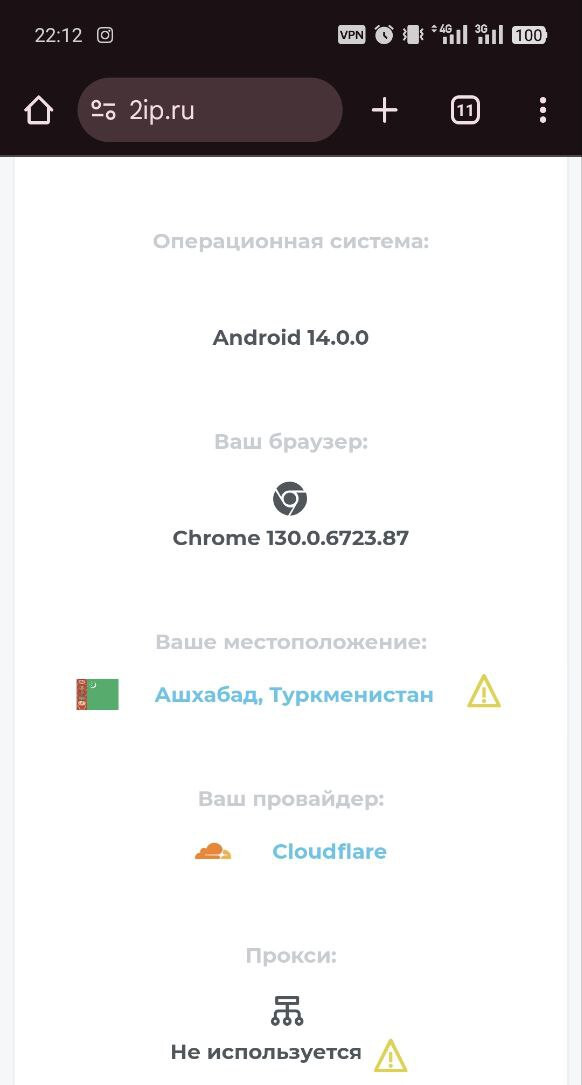 22:12
VPN
4G
3G
100
2ip.ru
11
Операционная система:
Android 14.0.0
Ваш браузер:
Chrome 130.0.6723.87
Ваше местоположение:
Ашхабад, Туркменистан
Ваш провайдер:
Cloudflare
Прокси:
Не используется